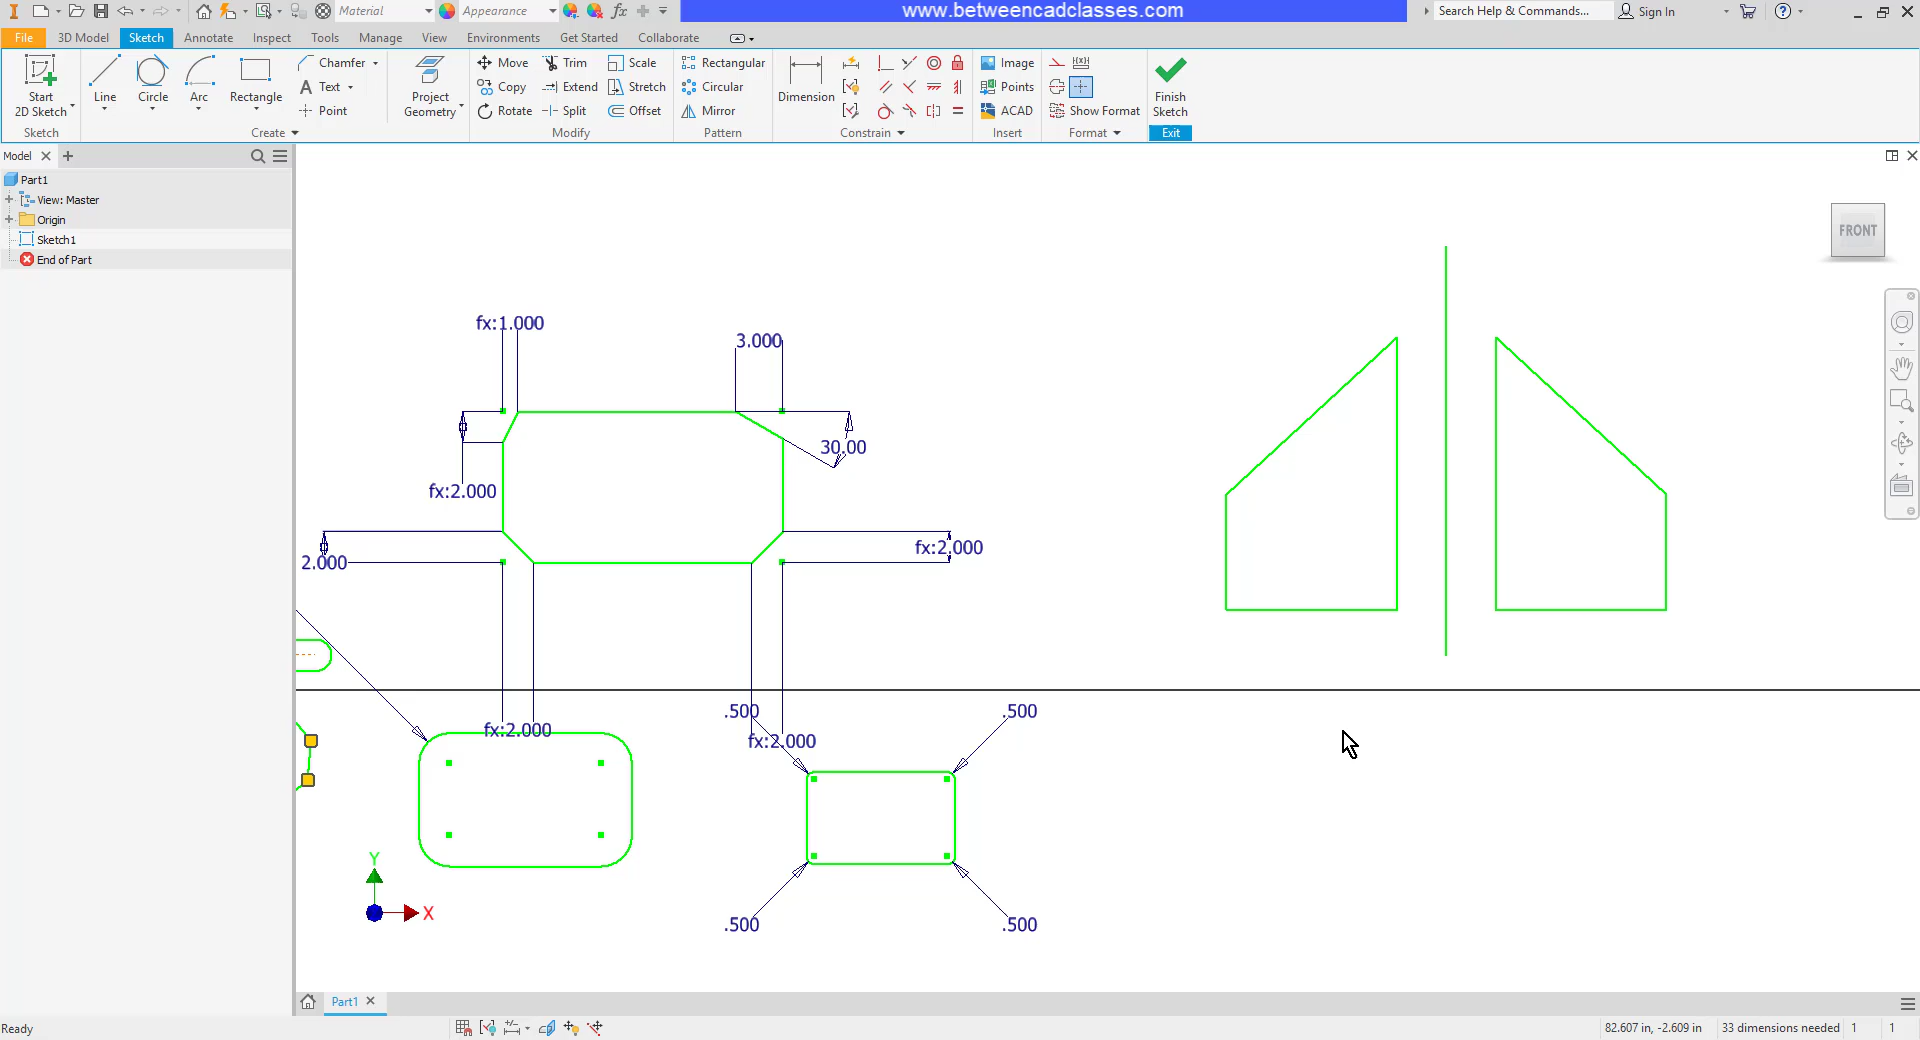 Material
Appearance
fx
www.betweencadclasses.com
Search Help & Commands...
Sign In
File
3D Model
Sketch
Annotate
Inspect
Tools
Manage
View
Environments
Get Started
Collaborate
Start
2D Sketch
Line
Circle
Arc
Rectangle
Chamfer
Text
Point
Project
Geometry
Move
Copy
Rotate
Trim
Extend
Split
Scale
Stretch
Offset
Rectangular
Circular
Mirror
Dimension
Image
Points
ACAD
Show Format
Finish
Sketch
Sketch
Create
Modify
Pattern
Constrain
Insert
Format
Exit
Model
Part1
View: Master
Origin
Sketch1
End of Part
FRONT
fx:1.000
3.000
30.00
fx:2.000
2.000
fx:2.000
fx:2.000
fx:2.000
.500
.500
.500
.500
Y
X
Part1
Ready
82.607 in, -2.609 in
33 dimensions needed
1
1